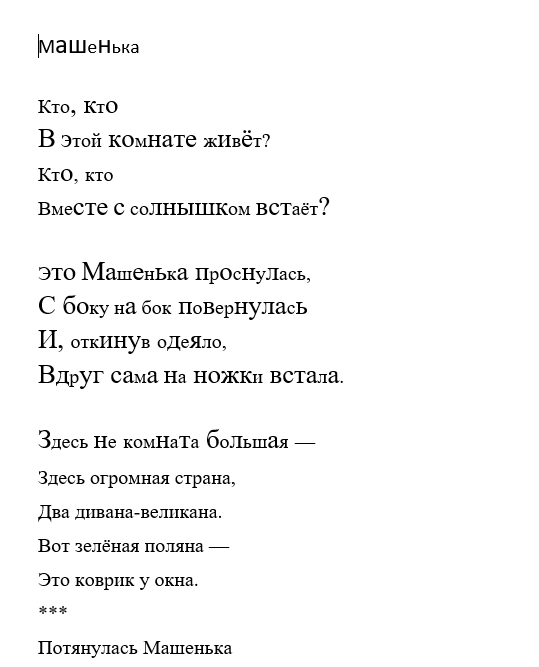 машенька
Кто, кто
В этой комнате живёт?
Кто, кто
Вместе с солнышком встаёт?
Это Машенька проснулась,
С боку на бок повернулась
И, откинув одеяло,
Вдруг сама на ножки встала.
Здесь не комната большая —
Здесь огромная страна,
Два дивана-великана.
Вот зелёная поляна —
Это коврик у окна.
***
Потянулась Машенька